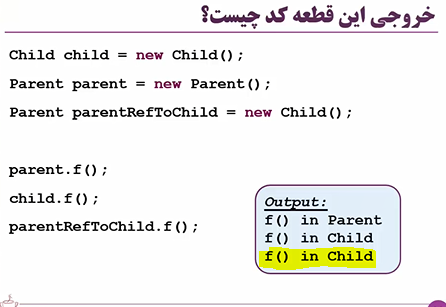 خروجی این قطعه کد چیست؟
Child child = new Child();
Parent parent = new Parent();
Parent parentRefToChild = new Child();
parent.f();
child.f();
parentRefToChild.f();
Output:
f() in Parent
f() in Child
f() in Child